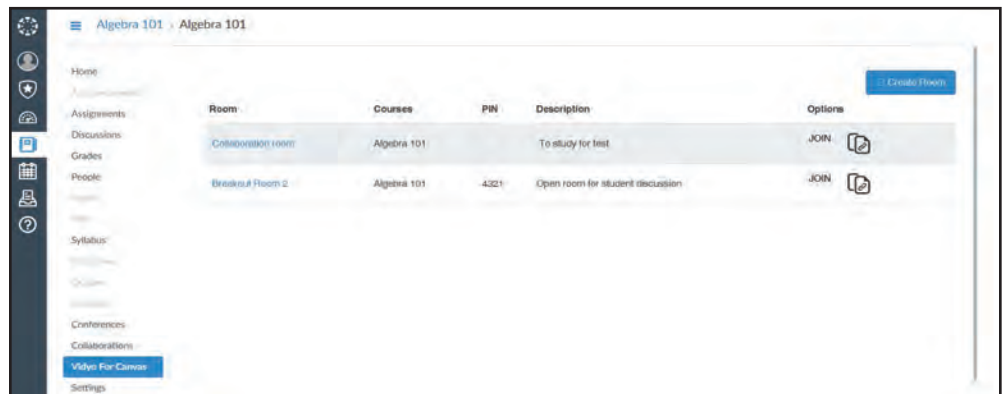 Algebra 101 › Algebra 101
Home
Assignments
Discussions
Grades
People
Syllabus
Conferences
Collaborations
Vidyo For Canvas
Settings
Create Room
Room Courses PIN Description Options
Collaboration room Algebra 101 To study for test JOIN
Breakout Room 2 Algebra 101 4321 Open room for student discussion JOIN